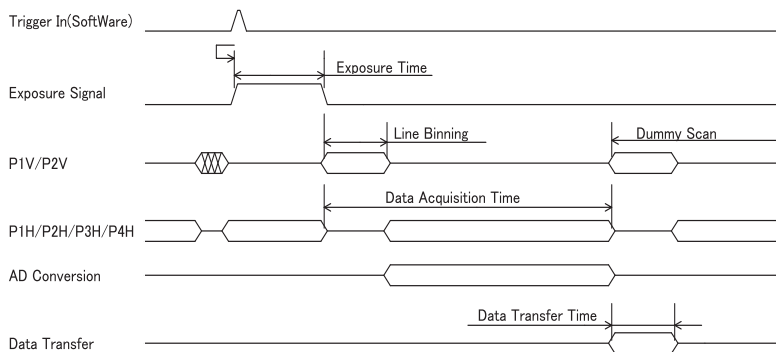 Trigger In(SoftWare)
Exposure Time
Exposure Signal
Line Binning
Dummy Scan
P1V/P2V
Data Acquisition Time
P1H/P2H/P3H/P4H
AD Conversion
Data Transfer Time
Data Transfer